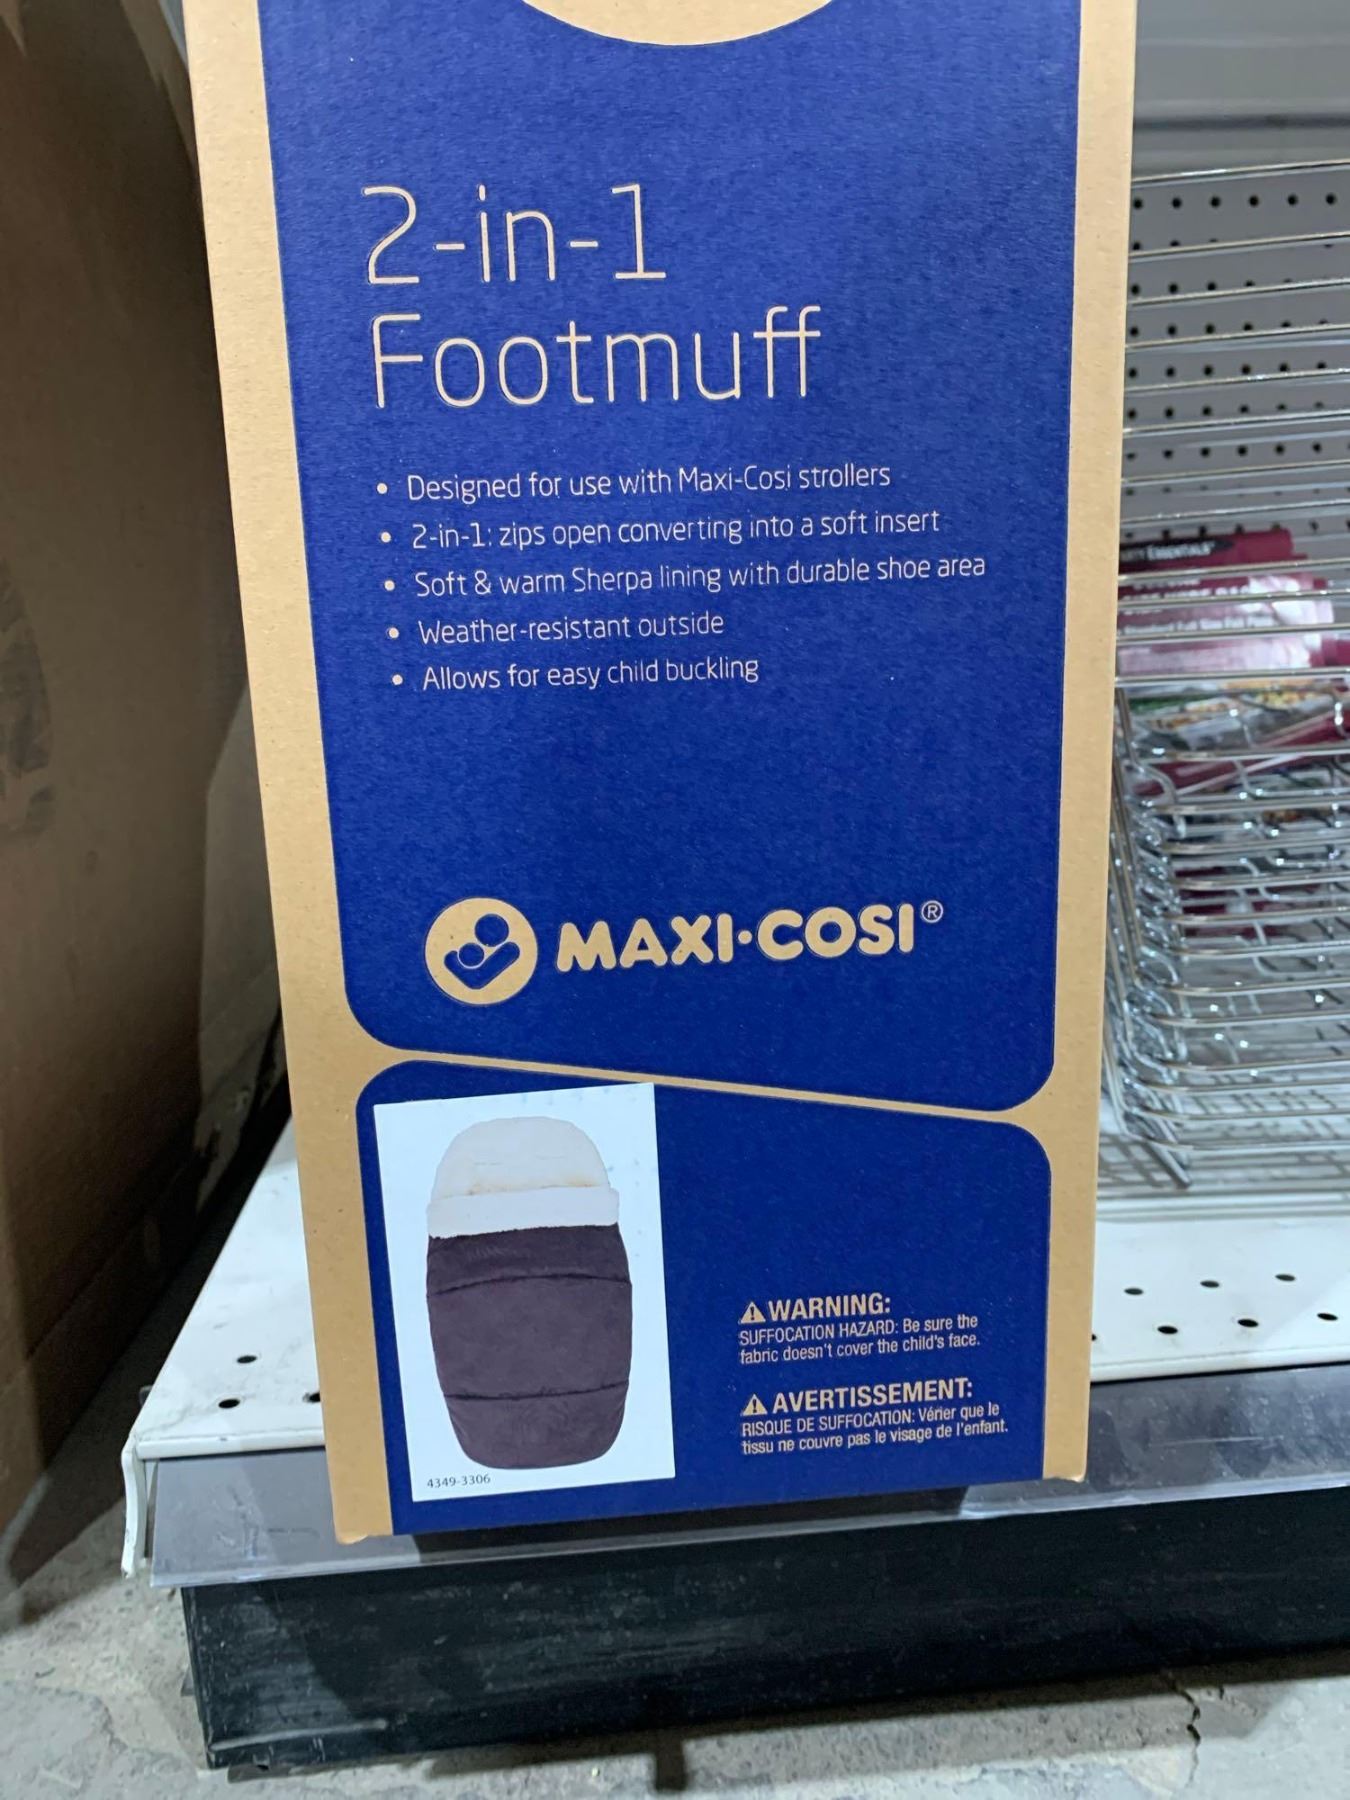 2-in-1
Footmuff
• Designed for use with Maxi-Cosi strollers
• 2-in-1: zips open converting into a soft insert
• Soft & warm Sherpa lining with durable shoe area
• Weather-resistant outside
• Allows for easy child buckling
MAXI·COSI®
⚠ WARNING:
SUFFOCATION HAZARD: Be sure the
fabric doesn't cover the child's face.
⚠ AVERTISSEMENT:
RISQUE DE SUFFOCATION: Vérier que le
tissu ne couvre pas le visage de l'enfant.
4349-3306